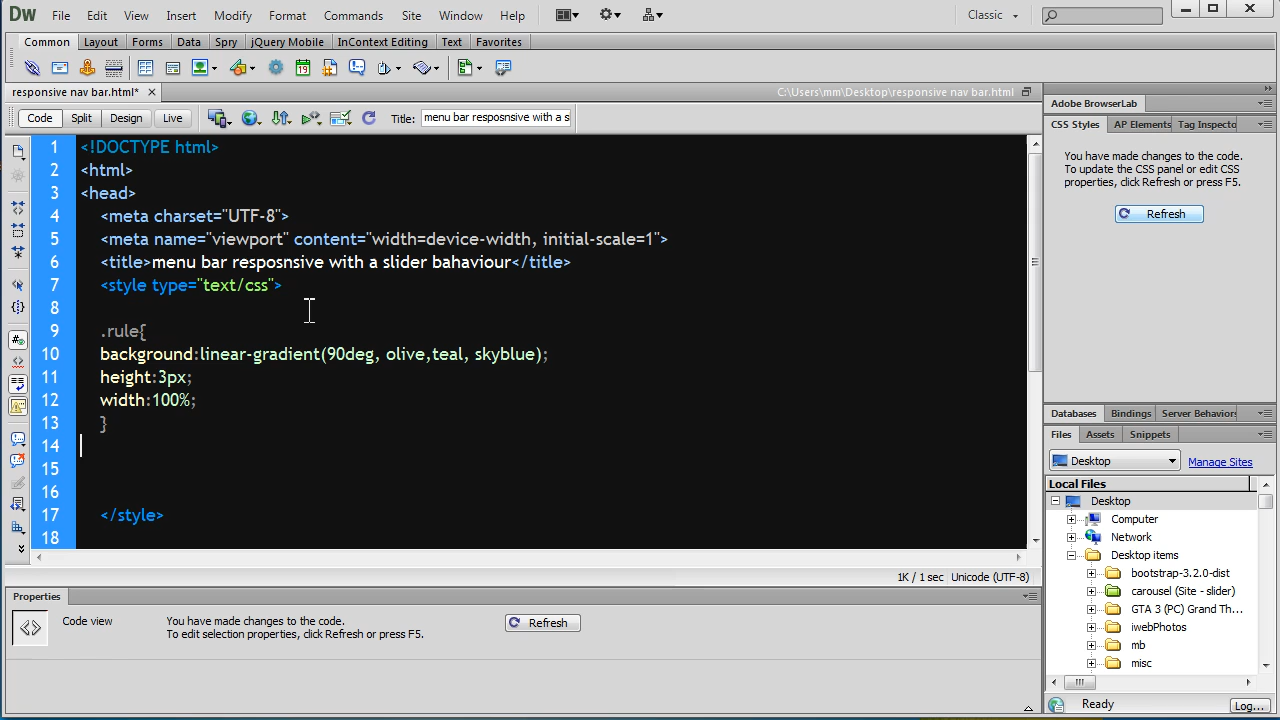 Dw File Edit View Insert Modify Format Commands Site Window Help Classic
Common Layout Forms Data Spry jQuery Mobile InContext Editing Text Favorites
responsive nav bar.html* C:\Users\mm\Desktop\responsive nav bar.html
Code Split Design Live Title: menu bar resposnsive with a s
1 <!DOCTYPE html>
2 <html>
3 <head>
4 <meta charset="UTF-8">
5 <meta name="viewport" content="width=device-width, initial-scale=1">
6 <title>menu bar resposnsive with a slider bahaviour</title>
7 <style type="text/css">
8
9 .rule{
10 background:linear-gradient(90deg, olive,teal, skyblue);
11 height:3px;
12 width:100%;
13 }
14
15
16
17 </style>
18
1K / 1 sec Unicode (UTF-8)
Properties
Code view
You have made changes to the code.
To edit selection properties, click Refresh or press F5.
Refresh
Adobe BrowserLab
CSS Styles AP Elements Tag Inspecto
You have made changes to the code.
To update the CSS panel or edit CSS
properties, click Refresh or press F5.
Refresh
Databases Bindings Server Behaviors
Files Assets Snippets
Desktop Manage Sites
Local Files
Desktop
Computer
Network
Desktop items
bootstrap-3.2.0-dist
carousel (Site - slider)
GTA 3 (PC) Grand Th...
iwebPhotos
mb
misc
Ready Log...